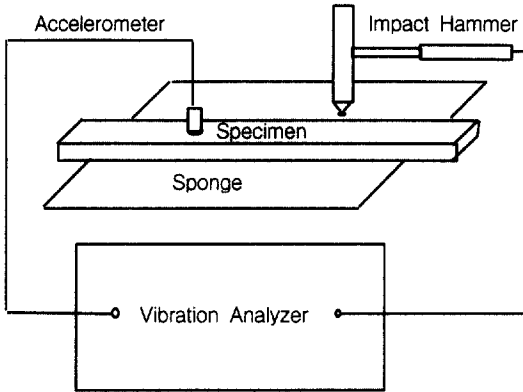 Accelerometer
Impact Hammer
Specimen
Sponge
Vibration Analyzer